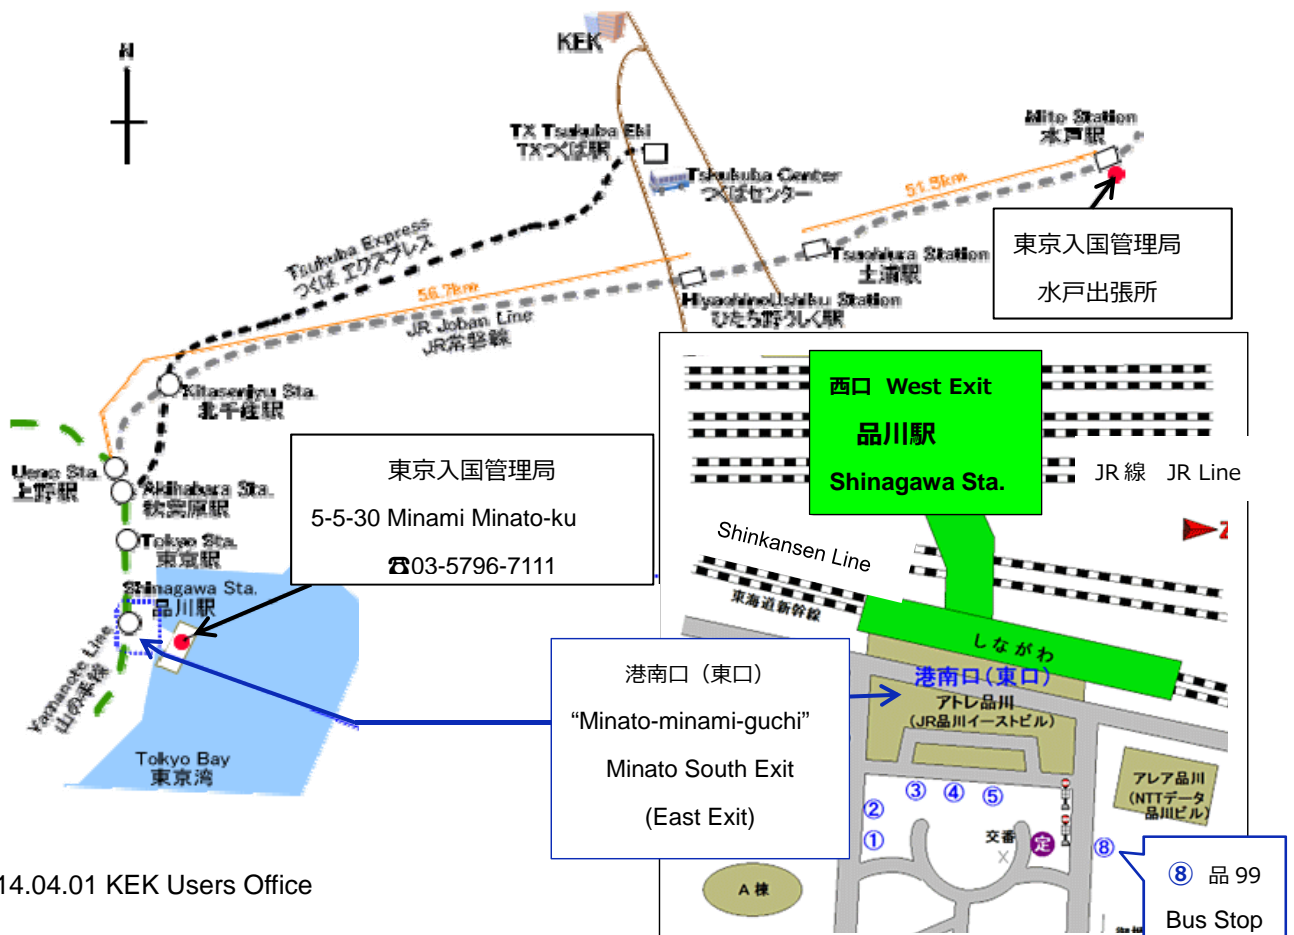 N
KEK
TX Tsukuba Eki
TXつくば駅
Tskukuba Center
つくばセンター
Mito Station
水戸駅
51.3km
東京入国管理局
水戸出張所
Tsuchiura Station
土浦駅
Tsukuba Express
つくば エクスプレス
56.7km
JR Joban Line
JR常磐線
HiyachinoUshiku Station
ひたち野うしく駅
Kitasenjyu Sta.
北千住駅
Ueno Sta.
上野駅
Akihabara Sta.
秋葉原駅
Tokyo Sta.
東京駅
東京入国管理局
5-5-30 Minami Minato-ku
☎03-5796-7111
Shinagawa Sta.
品川駅
Yamanote Line
山の手線
Tokyo Bay
東京湾
西口 West Exit
品川駅
Shinagawa Sta.
JR 線 JR Line
Shinkansen Line
東海道新幹線
しながわ
港南口（東口）
“Minato-minami-guchi”
Minato South Exit
(East Exit)
港南口(東口)
アトレ品川
(JR品川イーストビル)
アレア品川
(NTTデータ
品川ビル)
③ ④ ⑤
②
①
交番
定
⑧
A 棟
⑧ 品 99
Bus Stop
14.04.01 KEK Users Office